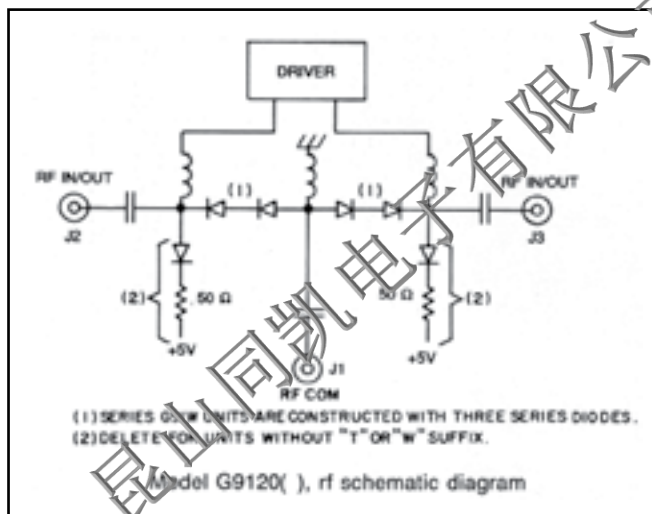 DRIVER
RF IN/OUT
(1)
(1)
RF IN/OUT
J2
J3
(2)
50 Ω
50 Ω
(2)
+5V
+5V
J1
RF COM
(1) SERIES UNITS ARE CONSTRUCTED WITH THREE SERIES DIODES.
(2) DELETE FOR UNITS WITHOUT "T" OR "W" SUFFIX.
Model G9120( ), rf schematic diagram
昆山同凯电子有限公